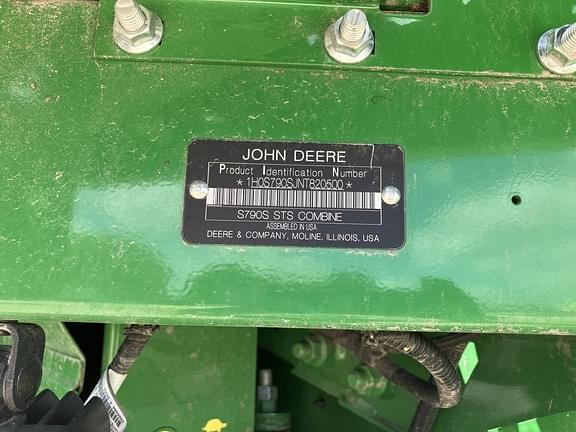 JOHN DEERE
Product Identification Number
*1H0S790SJNT820500*
S790S STS COMBINE
ASSEMBLED IN USA
DEERE & COMPANY, MOLINE, ILLINOIS, USA